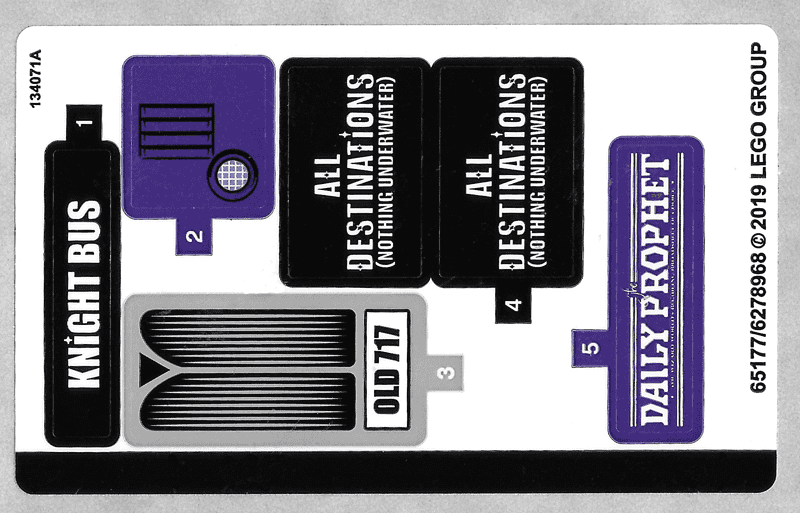 134071A
1
KNIGHT BUS
2
ALL
DESTINATIONS
(NOTHING UNDERWATER)
ALL
DESTINATIONS
(NOTHING UNDERWATER)
4
OLD 717
3
5
the
DAILY PROPHET
65177/6278968 © 2019 LEGO GROUP